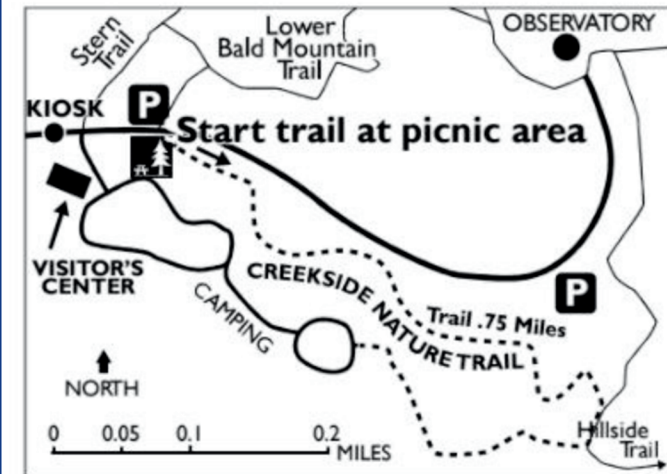 Stern
Trail
Lower
Bald Mountain
Trail
OBSERVATORY
KIOSK
P
Start trail at picnic area
VISITOR'S
CENTER
CREEKSIDE NATURE TRAIL
CAMPING
Trail .75 Miles
P
NORTH
Hillside
Trail
0 0.05 0.1 0.2 MILES